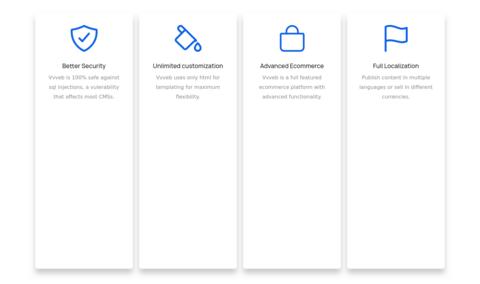 Better Security
Vvveb is 100% safe against
sql injections, a vulerability
that affects most CMSs.
Unlimited customization
Vvveb uses only html for
templating for maximum
flexibility.
Advanced Ecommerce
Vvveb is a full featured
ecommerce platform with
advanced functionality.
Full Localization
Publish content in multiple
languages or sell in different
currencies.